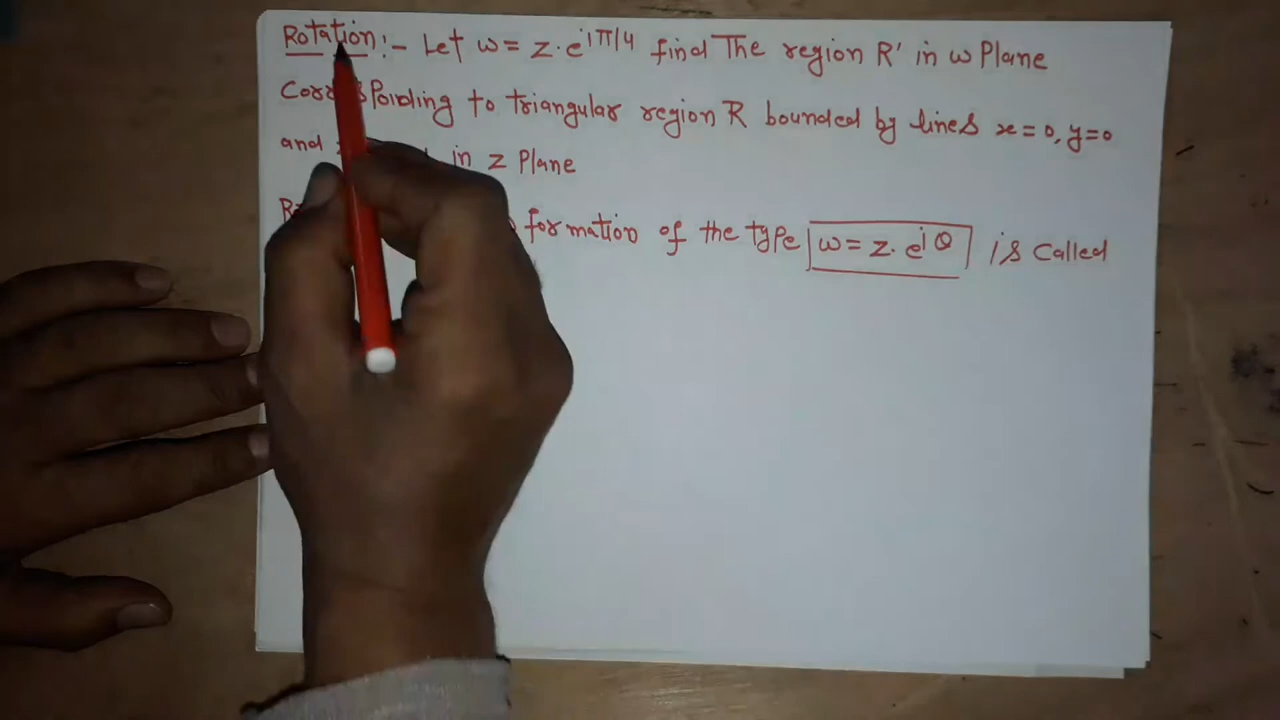 Rotation:- Let w = z. e^iπ/4 find The region R' in w Plane
to triangular region R bounded by lines x=0, y=0
and in z Plane
formation of the type w = z. e^iθ is called